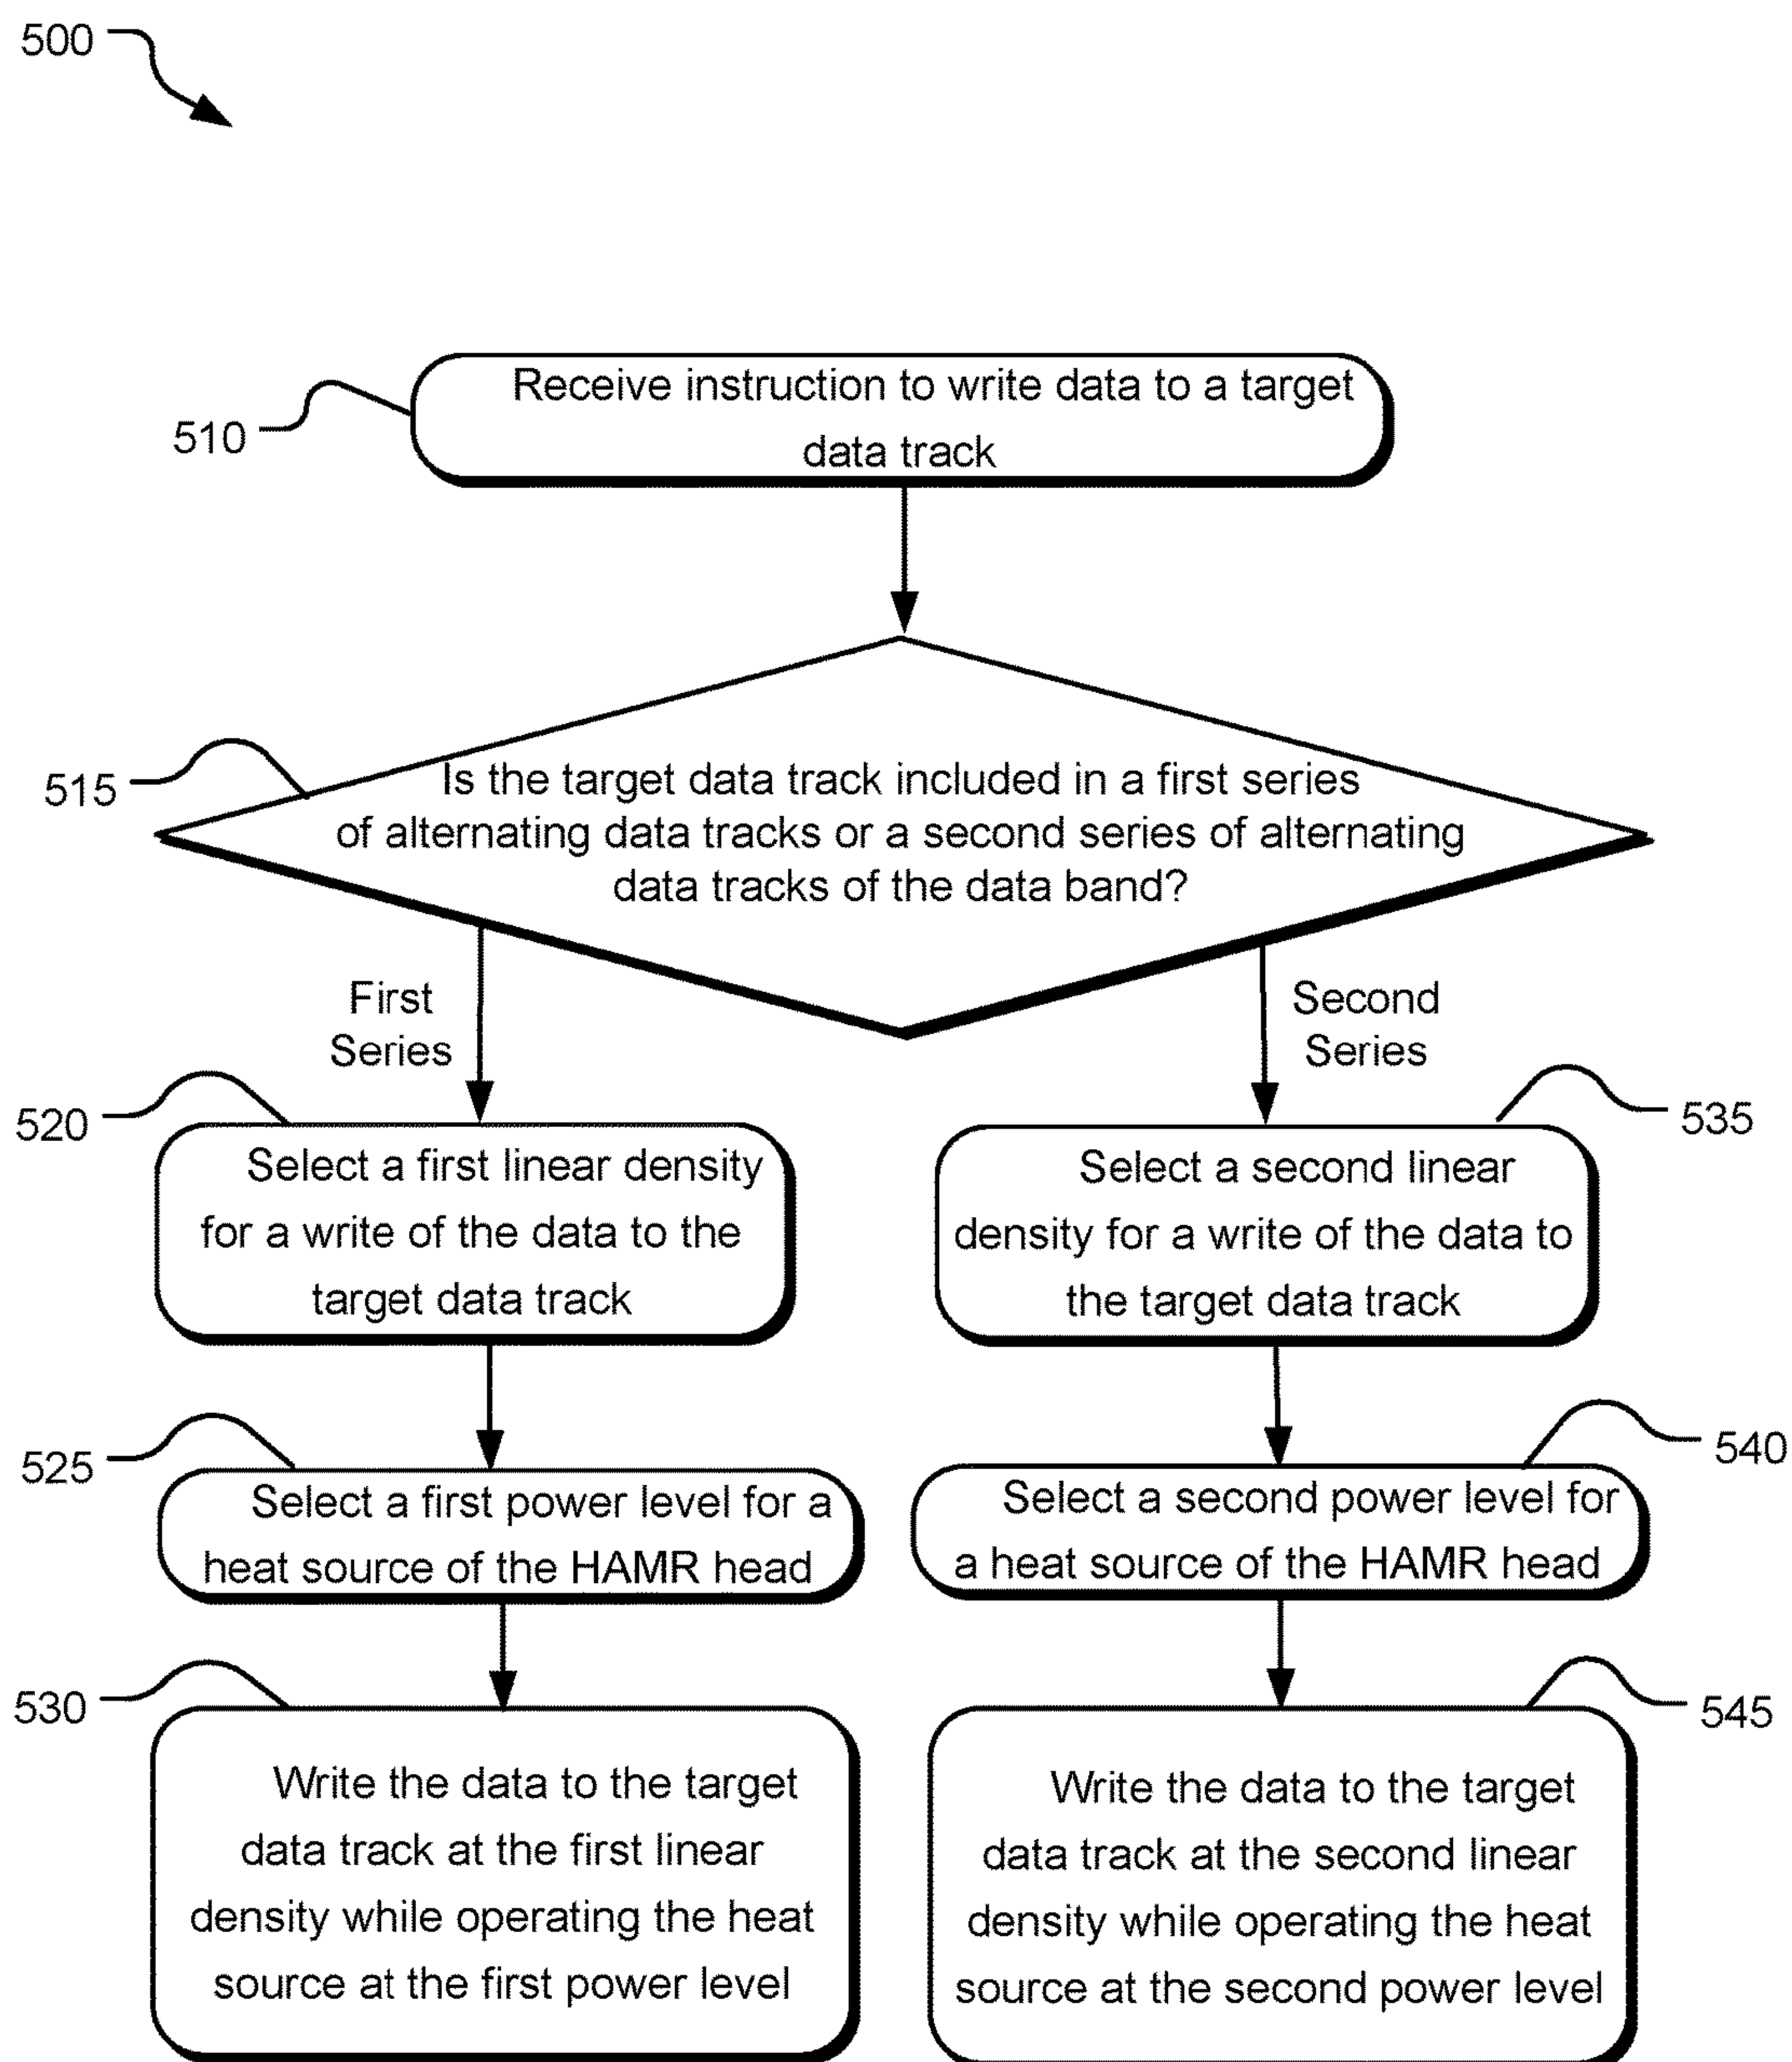 500
510
Receive instruction to write data to a target
data track
515
Is the target data track included in a first series
of alternating data tracks or a second series of alternating
data tracks of the data band?
First
Series
Second
Series
520
Select a first linear density
for a write of the data to the
target data track
535
Select a second linear
density for a write of the data to
the target data track
525
Select a first power level for a
heat source of the HAMR head
540
Select a second power level for
a heat source of the HAMR head
530
Write the data to the target
data track at the first linear
density while operating the heat
source at the first power level
545
Write the data to the target
data track at the second linear
density while operating the heat
source at the second power level